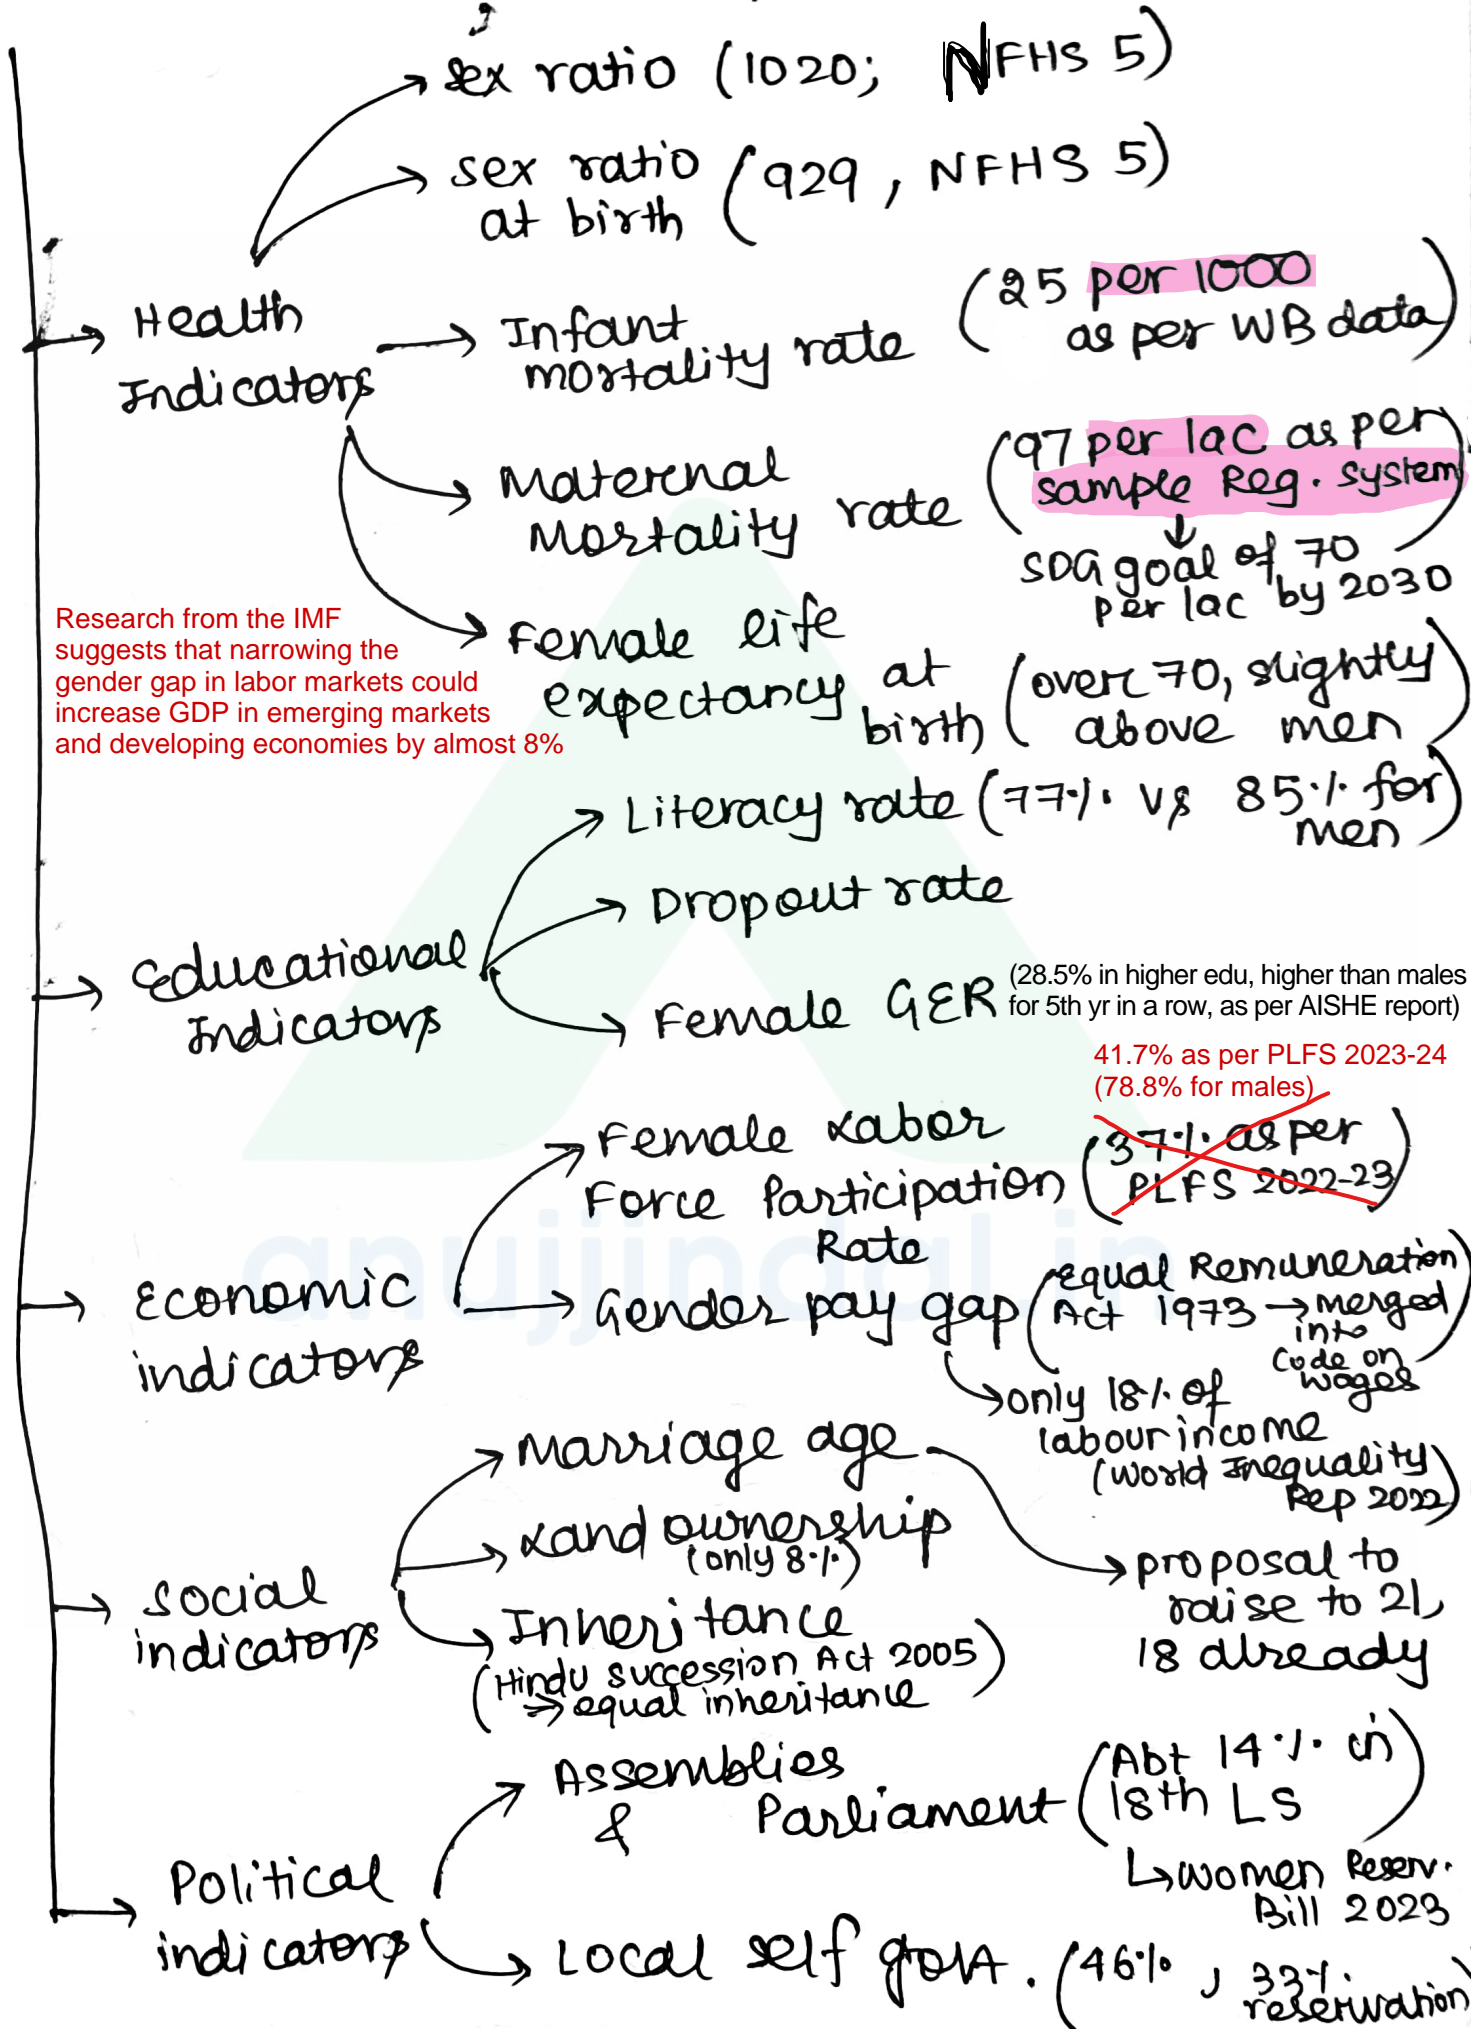 sex ratio (1020; NFHS 5)
sex ratio at birth (929, NFHS 5)
Health Indicators
Infant mortality rate (25 per 1000 as per WB data)
Maternal Mortality rate (97 per lac as per sample Reg. system)
SDG goal of 70 per lac by 2030
Research from the IMF
suggests that narrowing the
gender gap in labor markets could
increase GDP in emerging markets
and developing economies by almost 8%
Female life expectancy at birth (over 70, slightly above men)
Literacy rate (77% vs 85% for men)
Dropout rate
Educational Indicators
Female GER
(28.5% in higher edu, higher than males
for 5th yr in a row, as per AISHE report)
41.7% as per PLFS 2023-24
(78.8% for males)
Female Labor Force Participation Rate
(37% as per PLFS 2022-23)
anujjindal.in
Economic indicators
Gender pay gap (Equal Remuneration Act 1973 → merged into Code on Wages)
only 18% of labour income (World Inequality Rep 2022)
Marriage age
proposal to raise to 21, 18 already
Land ownership (only 8%)
Social indicators
Inheritance
(Hindu succession Act 2005 ⇒ equal inheritance)
Assemblies & Parliament (Abt 14% in 18th LS)
Women Reserv. Bill 2023
Political indicators
Local self govt. (46%, 33% reservation)